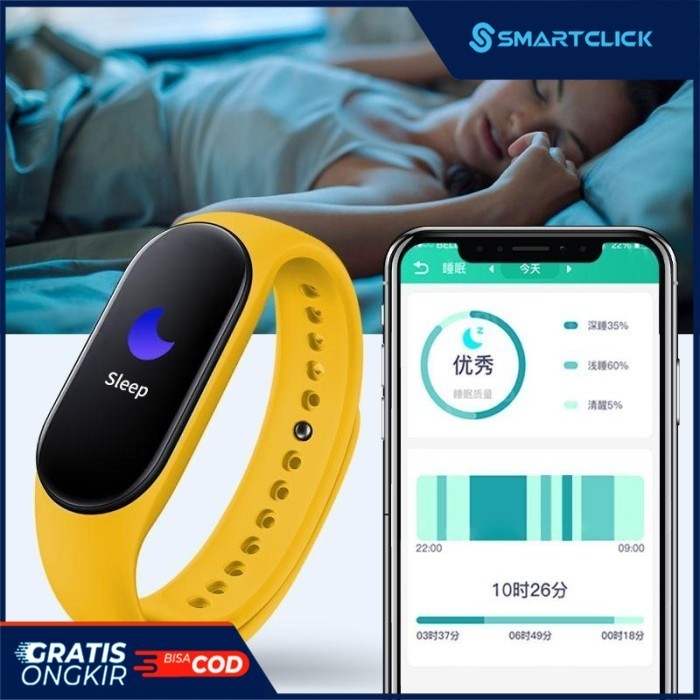 SMARTCLICK
22%
睡眠
今天
优秀
睡眠质量
深睡35%
浅睡60%
清醒5%
Sleep
22:00
09:00
10时26分
03时37分
06时49分
00时18分
GRATIS
ONGKIR
BISA
COD